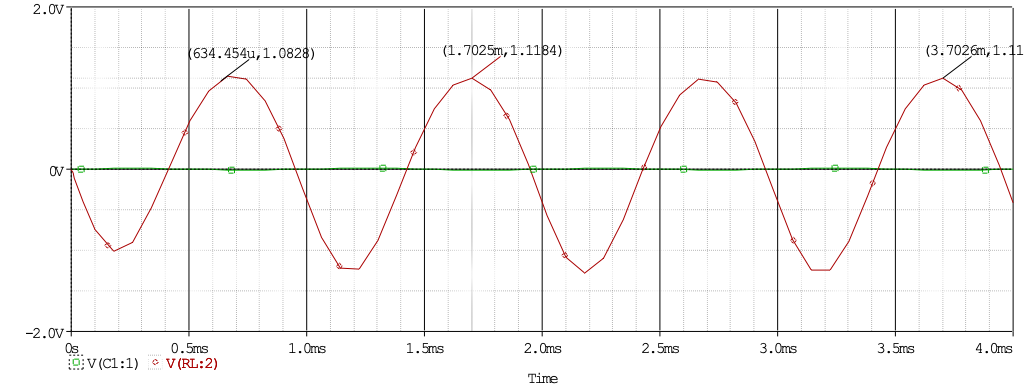 2.0V
(634.454u,1.0828)
(1.7025m,1.1184)
(3.7026m,1.11
0V
-2.0V
0s 0.5ms 1.0ms 1.5ms 2.0ms 2.5ms 3.0ms 3.5ms 4.0ms
V(C1:1) V(RL:2)
Time